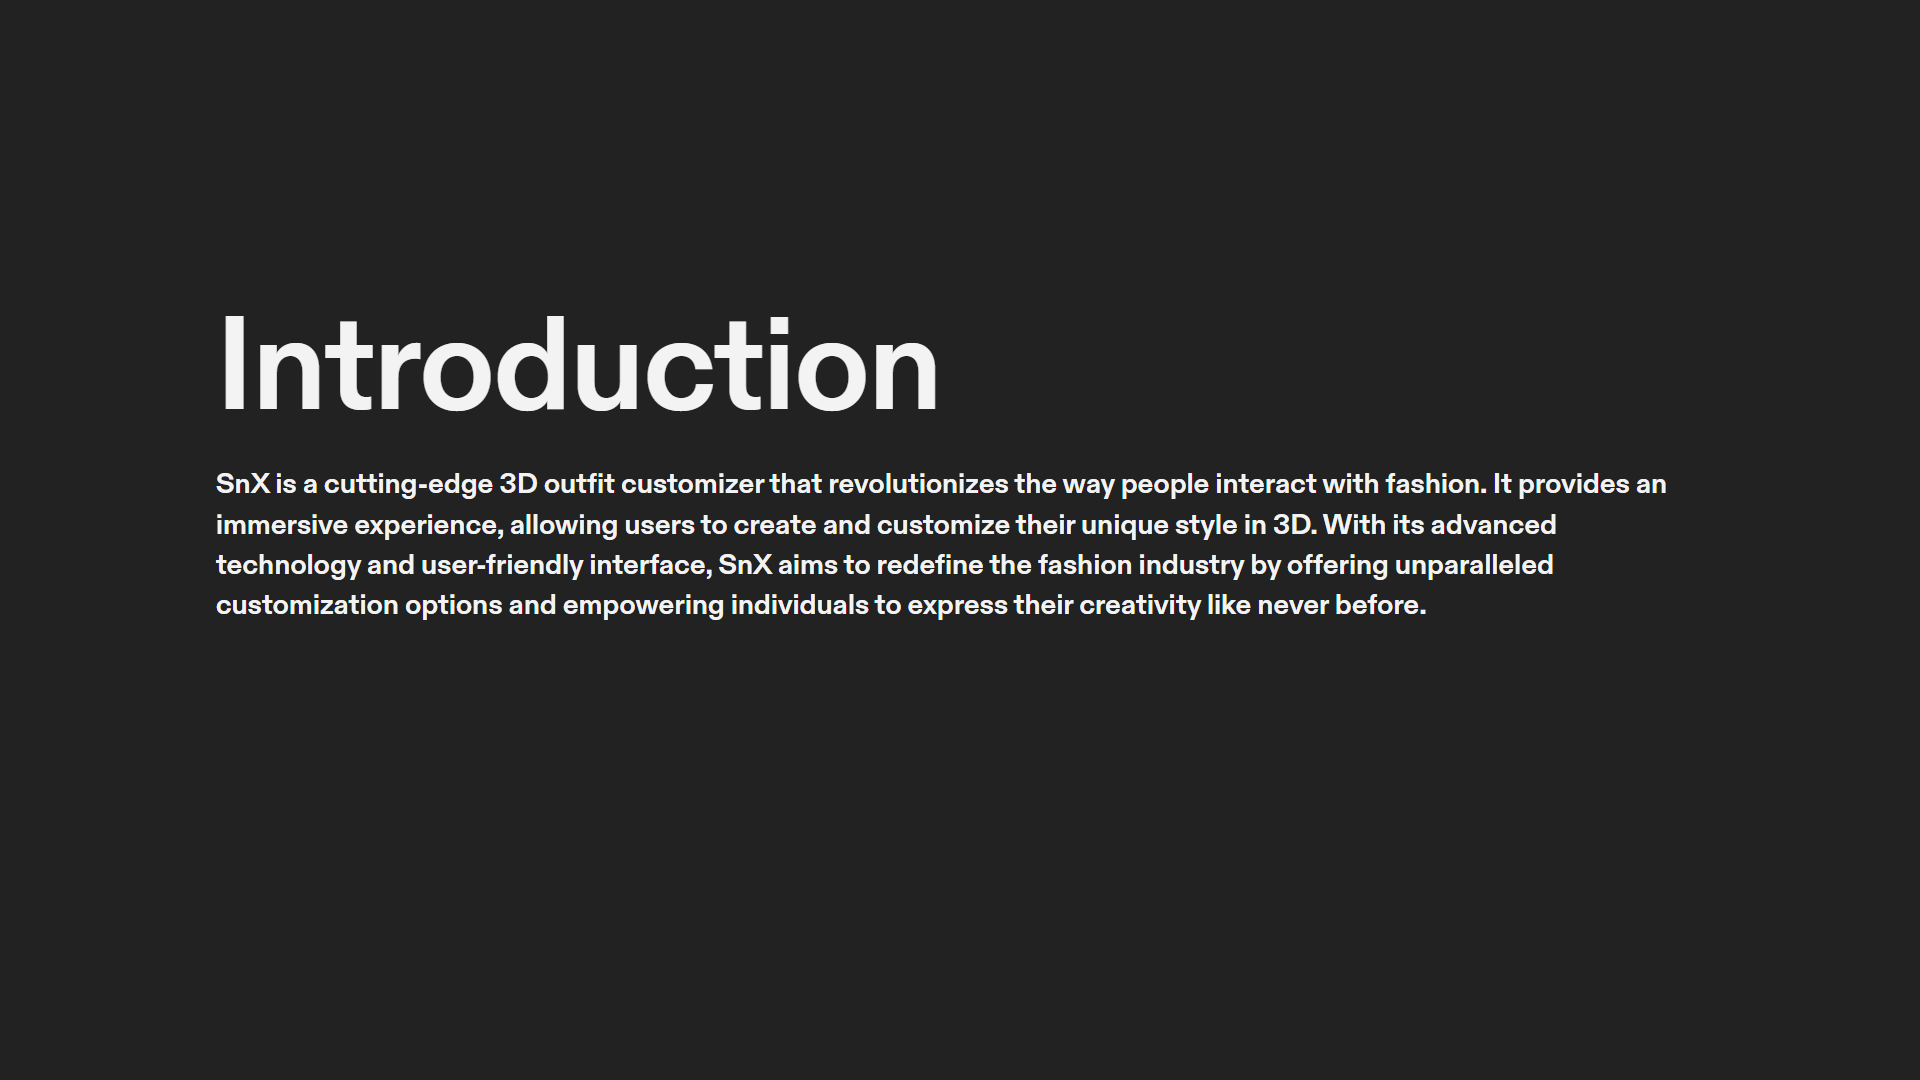 Introduction
SnX is a cutting-edge 3D outfit customizer that revolutionizes the way people interact with fashion. It provides an
immersive experience, allowing users to create and customize their unique style in 3D. With its advanced
technology and user-friendly interface, SnX aims to redefine the fashion industry by offering unparalleled
customization options and empowering individuals to express their creativity like never before.